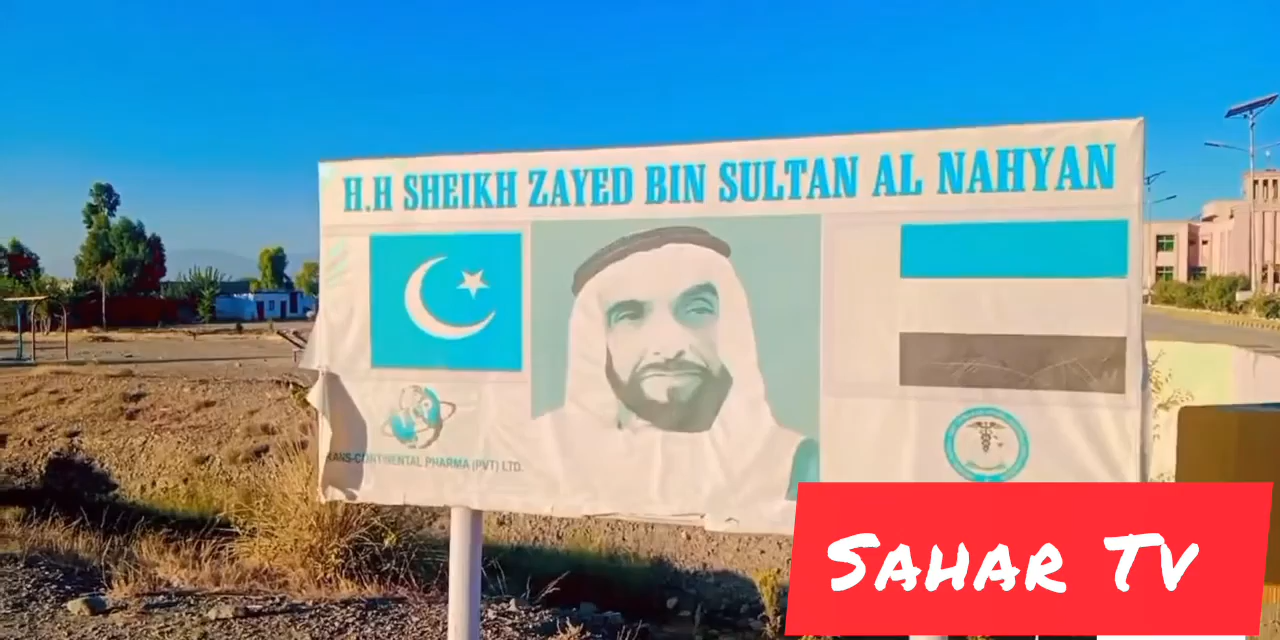 H.H SHEIKH ZAYED BIN SULTAN AL NAHYAN
RANS-CONTINENTAL PHARMA (PVT) LTD.
SAHAR TV